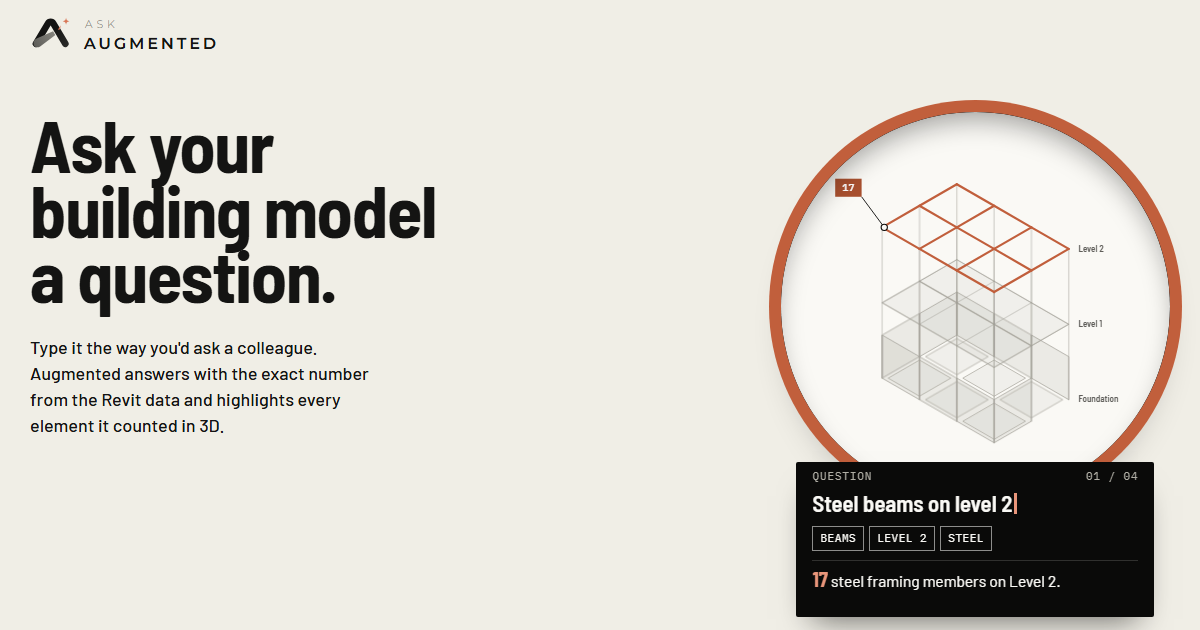 ASK
AUGMENTED
Ask your
building model
a question.
Type it the way you'd ask a colleague.
Augmented answers with the exact number
from the Revit data and highlights every
element it counted in 3D.
17
Level 2
Level 1
Foundation
QUESTION 01 / 04
Steel beams on level 2
BEAMS LEVEL 2 STEEL
17 steel framing members on Level 2.